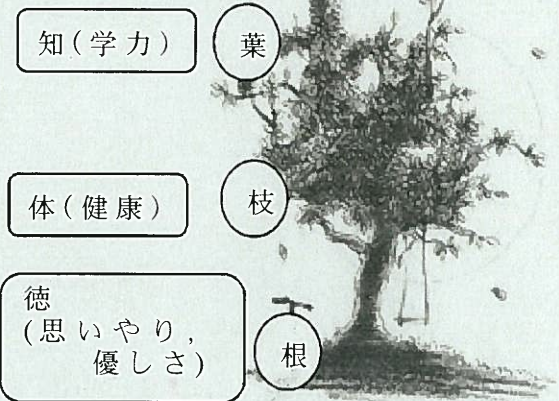 知(学力)
葉
体(健康)
枝
徳
(思いやり,
優しさ)
根